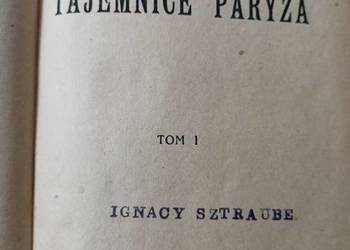 TAJEMNICE PARYŻA
TOM I
IGNACY SZTRAUBE